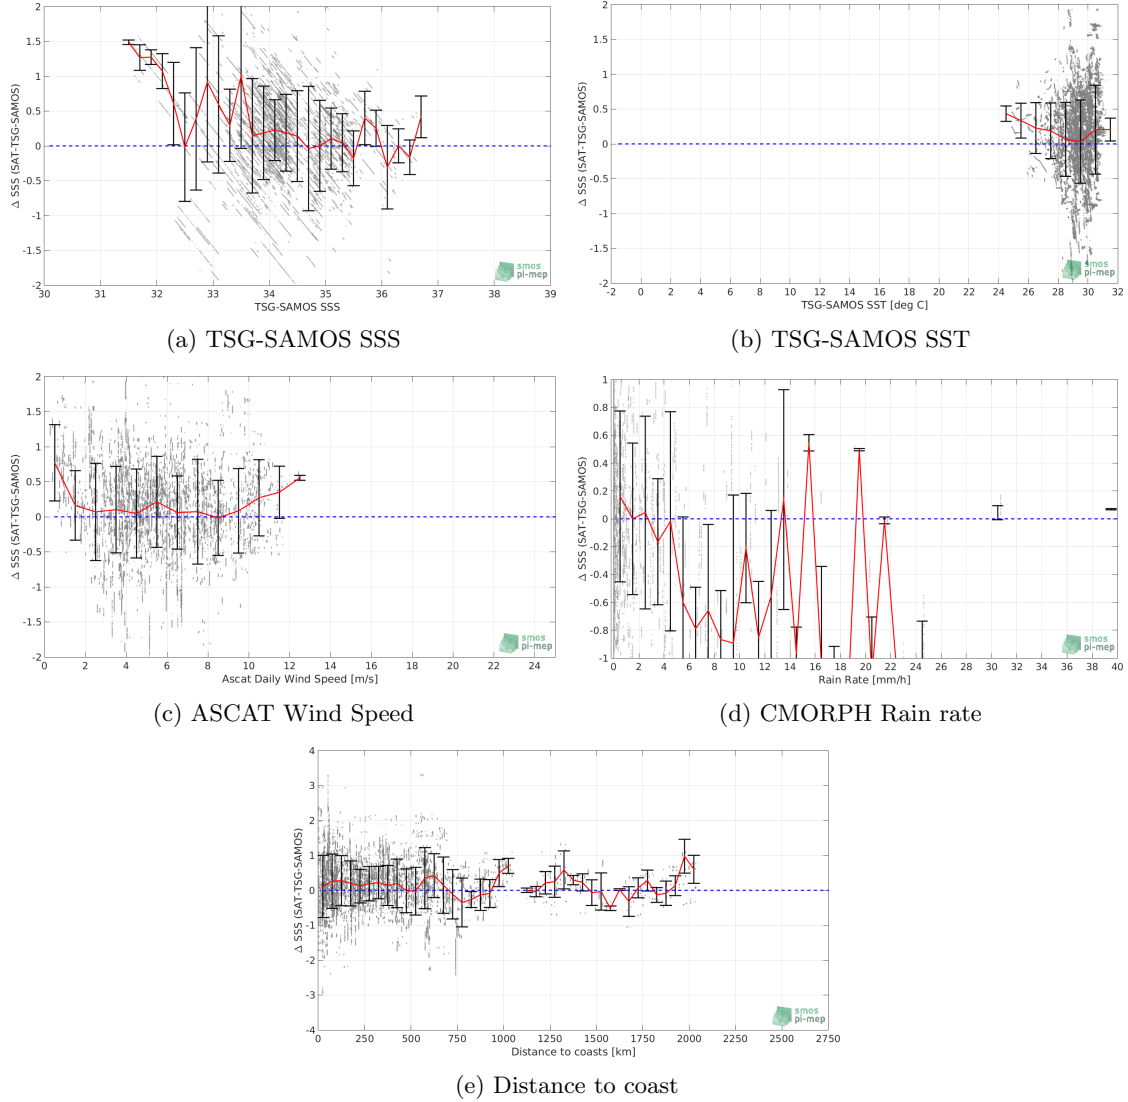 2
1.5
1
0.5
0
-0.5
-1
-1.5
-2
Δ SSS (SAT-TSG-SAMOS)
30 31 32 33 34 35 36 37 38 39
TSG-SAMOS SSS
smos
pi-mep
(a) TSG-SAMOS SSS
2
1.5
1
0.5
0
-0.5
-1
-1.5
-2
Δ SSS (SAT-TSG-SAMOS)
-2 0 2 4 6 8 10 12 14 16 18 20 22 24 26 28 30 32
TSG-SAMOS SST [deg C]
smos
pi-mep
(b) TSG-SAMOS SST
2
1.5
1
0.5
0
-0.5
-1
-1.5
-2
Δ SSS (SAT-TSG-SAMOS)
0 2 4 6 8 10 12 14 16 18 20 22 24
Ascat Daily Wind Speed [m/s]
smos
pi-mep
(c) ASCAT Wind Speed
1
0.8
0.6
0.4
0.2
0
-0.2
-0.4
-0.6
-0.8
-1
Δ SSS (SAT-TSG-SAMOS)
0 2 4 6 8 10 12 14 16 18 20 22 24 26 28 30 32 34 36 38 40
Rain Rate [mm/h]
smos
pi-mep
(d) CMORPH Rain rate
4
3
2
1
0
-1
-2
-3
-4
Δ SSS (SAT-TSG-SAMOS)
0 250 500 750 1000 1250 1500 1750 2000 2250 2500 2750
Distance to coasts [km]
smos
pi-mep
(e) Distance to coast